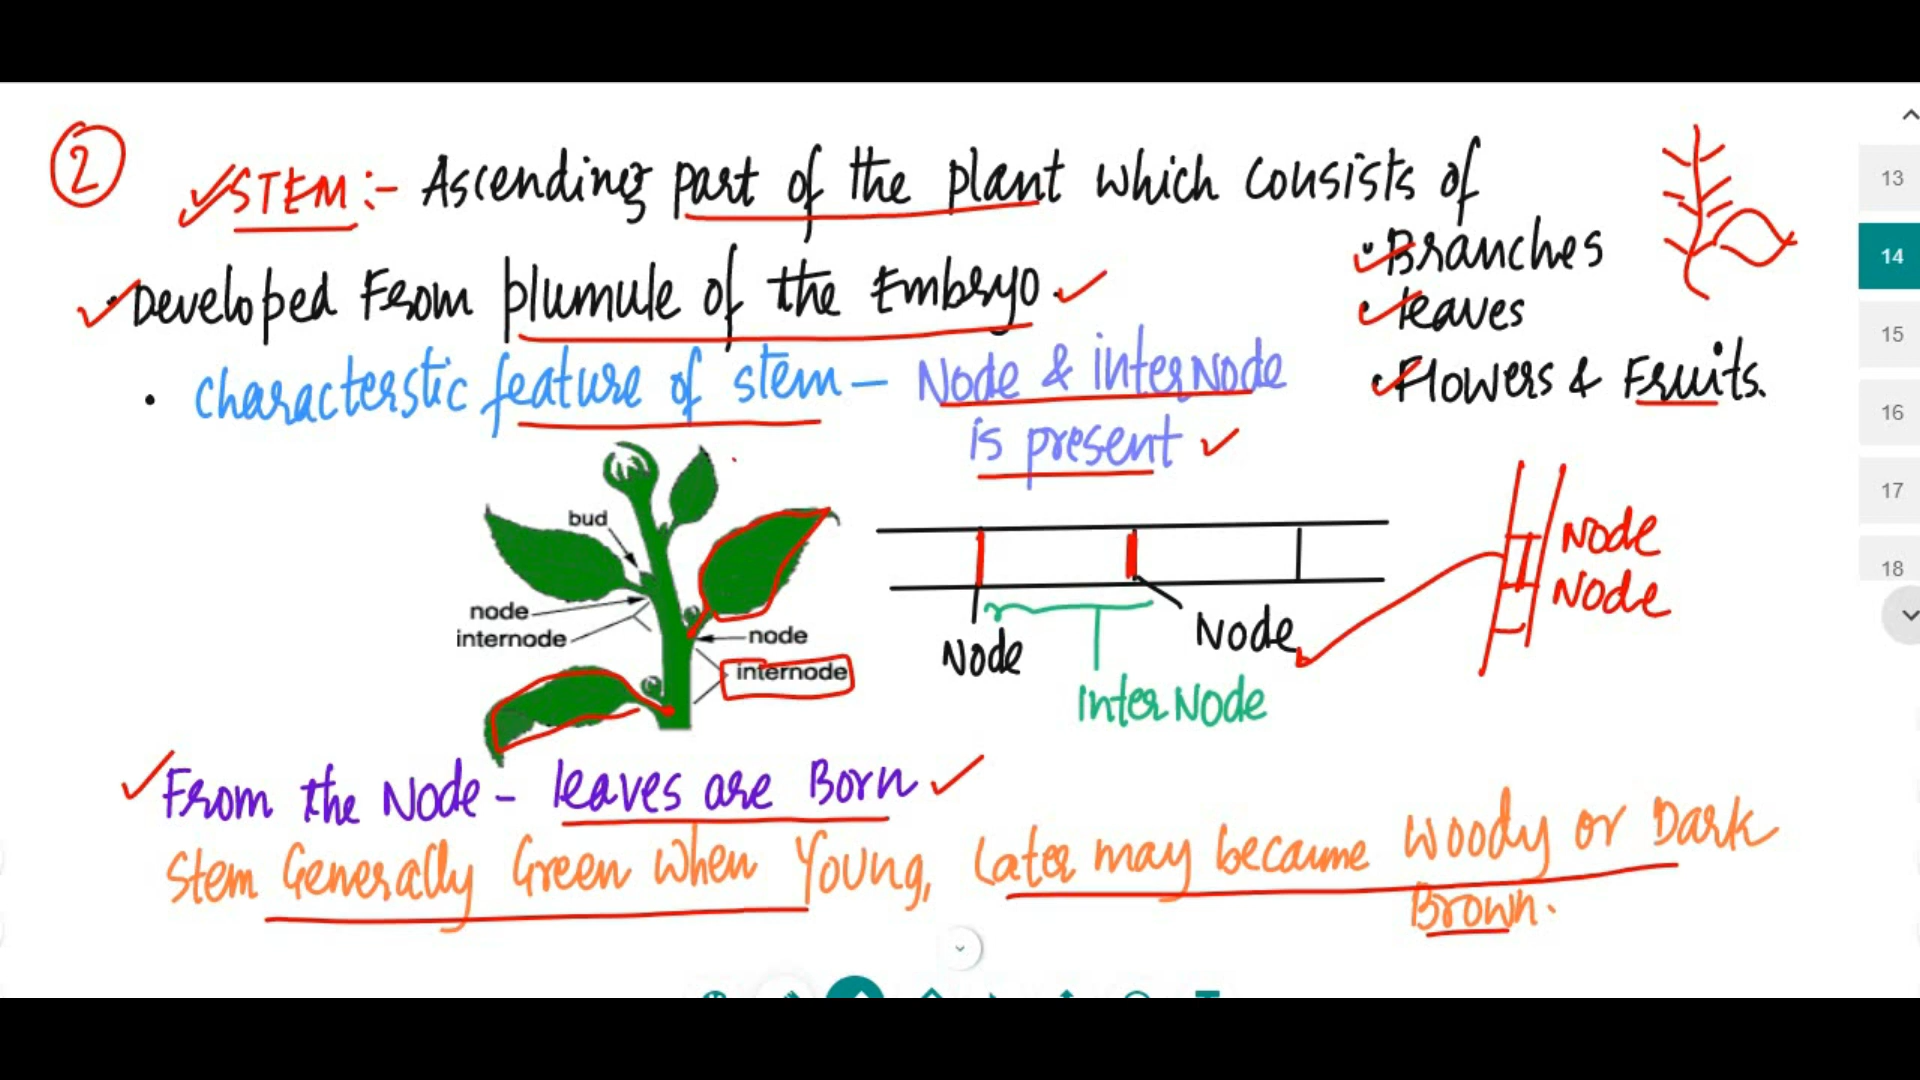 2
STEM:- Ascending part of the plant which consists of
• Branches
• leaves
• Flowers & Fruits.
• Developed From plumule of the Embryo.
• characterstic feature of stem - Node & interNode
is present
bud
node
internode
node
internode
Node
Node
InterNode
Node
Node
From the Node - leaves are Born
Stem Generally Green when Young, Later may becaume Woody or Dark
Brown.
13
14
15
16
17
18